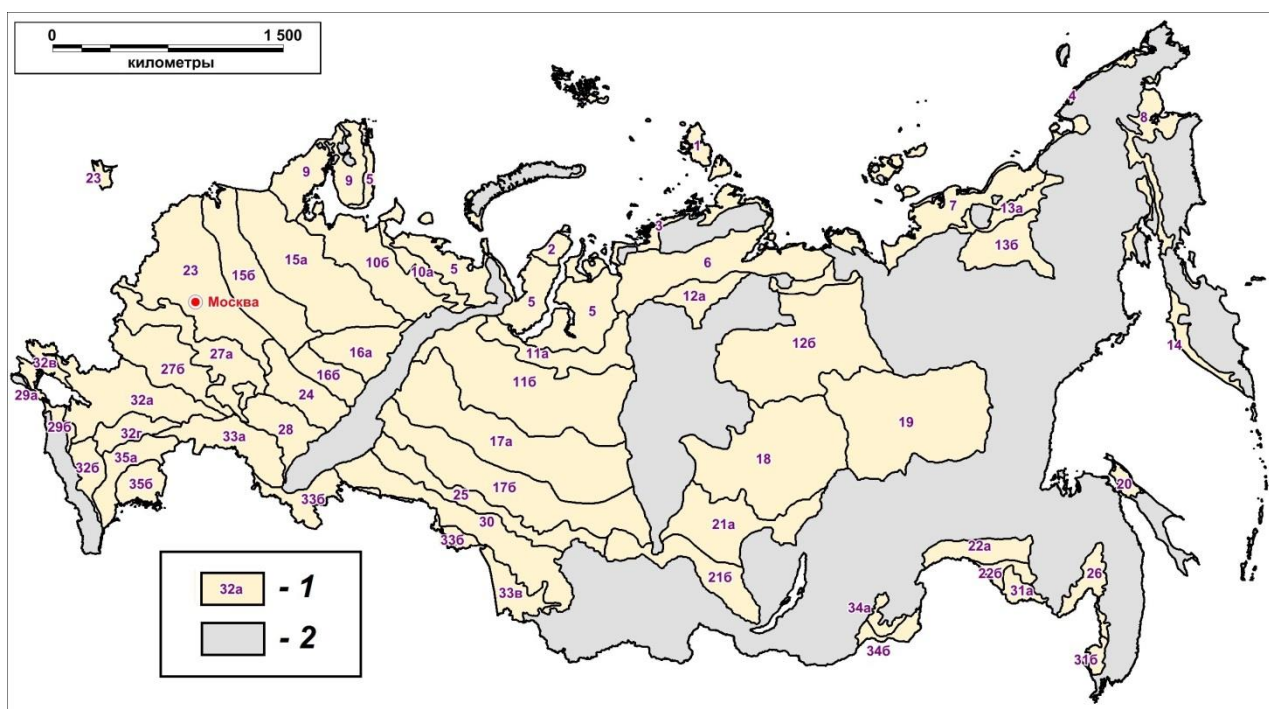 0 1 500
километры
4
1
8
23
9
9
5
3
7
13а
2
13б
6
23
15б
15а
10б
10а
5
5
5
12а
Москва
16а
11а
12б
14
32в
27а
27б
16б
11б
29а
24
32а
19
29б
32г
33а
28
17а
18
32б
35а
35б
25
17б
20
33б
30
21а
33б
22а
21б
22б
26
31а
33в
34а
34б
31б
32а - 1
- 2